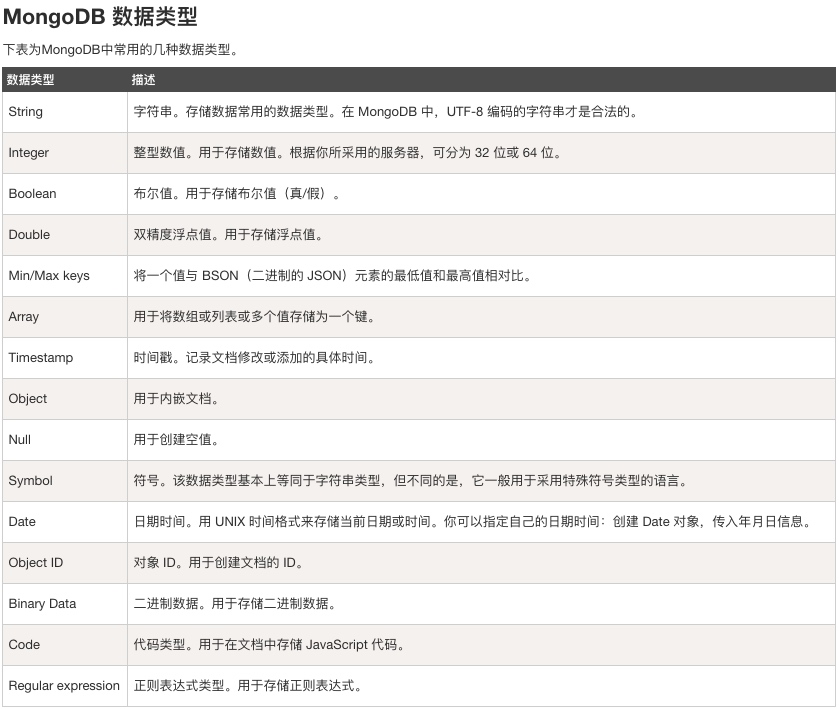 MongoDB 数据类型
下表为MongoDB中常用的几种数据类型。
数据类型 描述
String 字符串。存储数据常用的数据类型。在 MongoDB 中，UTF-8 编码的字符串才是合法的。
Integer 整型数值。用于存储数值。根据你所采用的服务器，可分为 32 位或 64 位。
Boolean 布尔值。用于存储布尔值（真/假）。
Double 双精度浮点值。用于存储浮点值。
Min/Max keys 将一个值与 BSON（二进制的 JSON）元素的最低值和最高值相对比。
Array 用于将数组或列表或多个值存储为一个键。
Timestamp 时间戳。记录文档修改或添加的具体时间。
Object 用于内嵌文档。
Null 用于创建空值。
Symbol 符号。该数据类型基本上等同于字符串类型，但不同的是，它一般用于采用特殊符号类型的语言。
Date 日期时间。用 UNIX 时间格式来存储当前日期或时间。你可以指定自己的日期时间：创建 Date 对象，传入年月日信息。
Object ID 对象 ID。用于创建文档的 ID。
Binary Data 二进制数据。用于存储二进制数据。
Code 代码类型。用于在文档中存储 JavaScript 代码。
Regular expression 正则表达式类型。用于存储正则表达式。